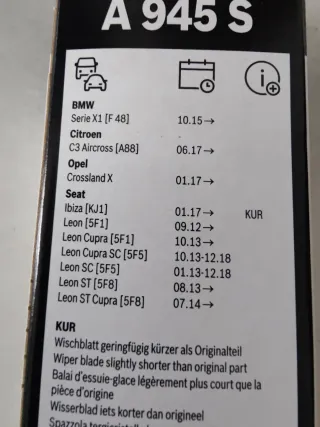 A 945 S
BMW
Serie X1 [F 48] 10.15→
Citroen
C3 Aircross [A88] 06.17→
Opel
Crossland X 01.17→
Seat
Ibiza [KJ1] 01.17→ KUR
Leon [5F1] 09.12→
Leon Cupra [5F1] 10.13→
Leon Cupra SC [5F5] 10.13-12.18
Leon SC [5F5] 01.13-12.18
Leon ST [5F8] 08.13→
Leon ST Cupra [5F8] 07.14→
KUR
Wischblatt geringfügig kürzer als Originalteil
Wiper blade slightly shorter than original part
Balai d'essuie-glace légèrement plus court que la
pièce d'origine
Wisserblad iets korter dan origineel
Spazzola